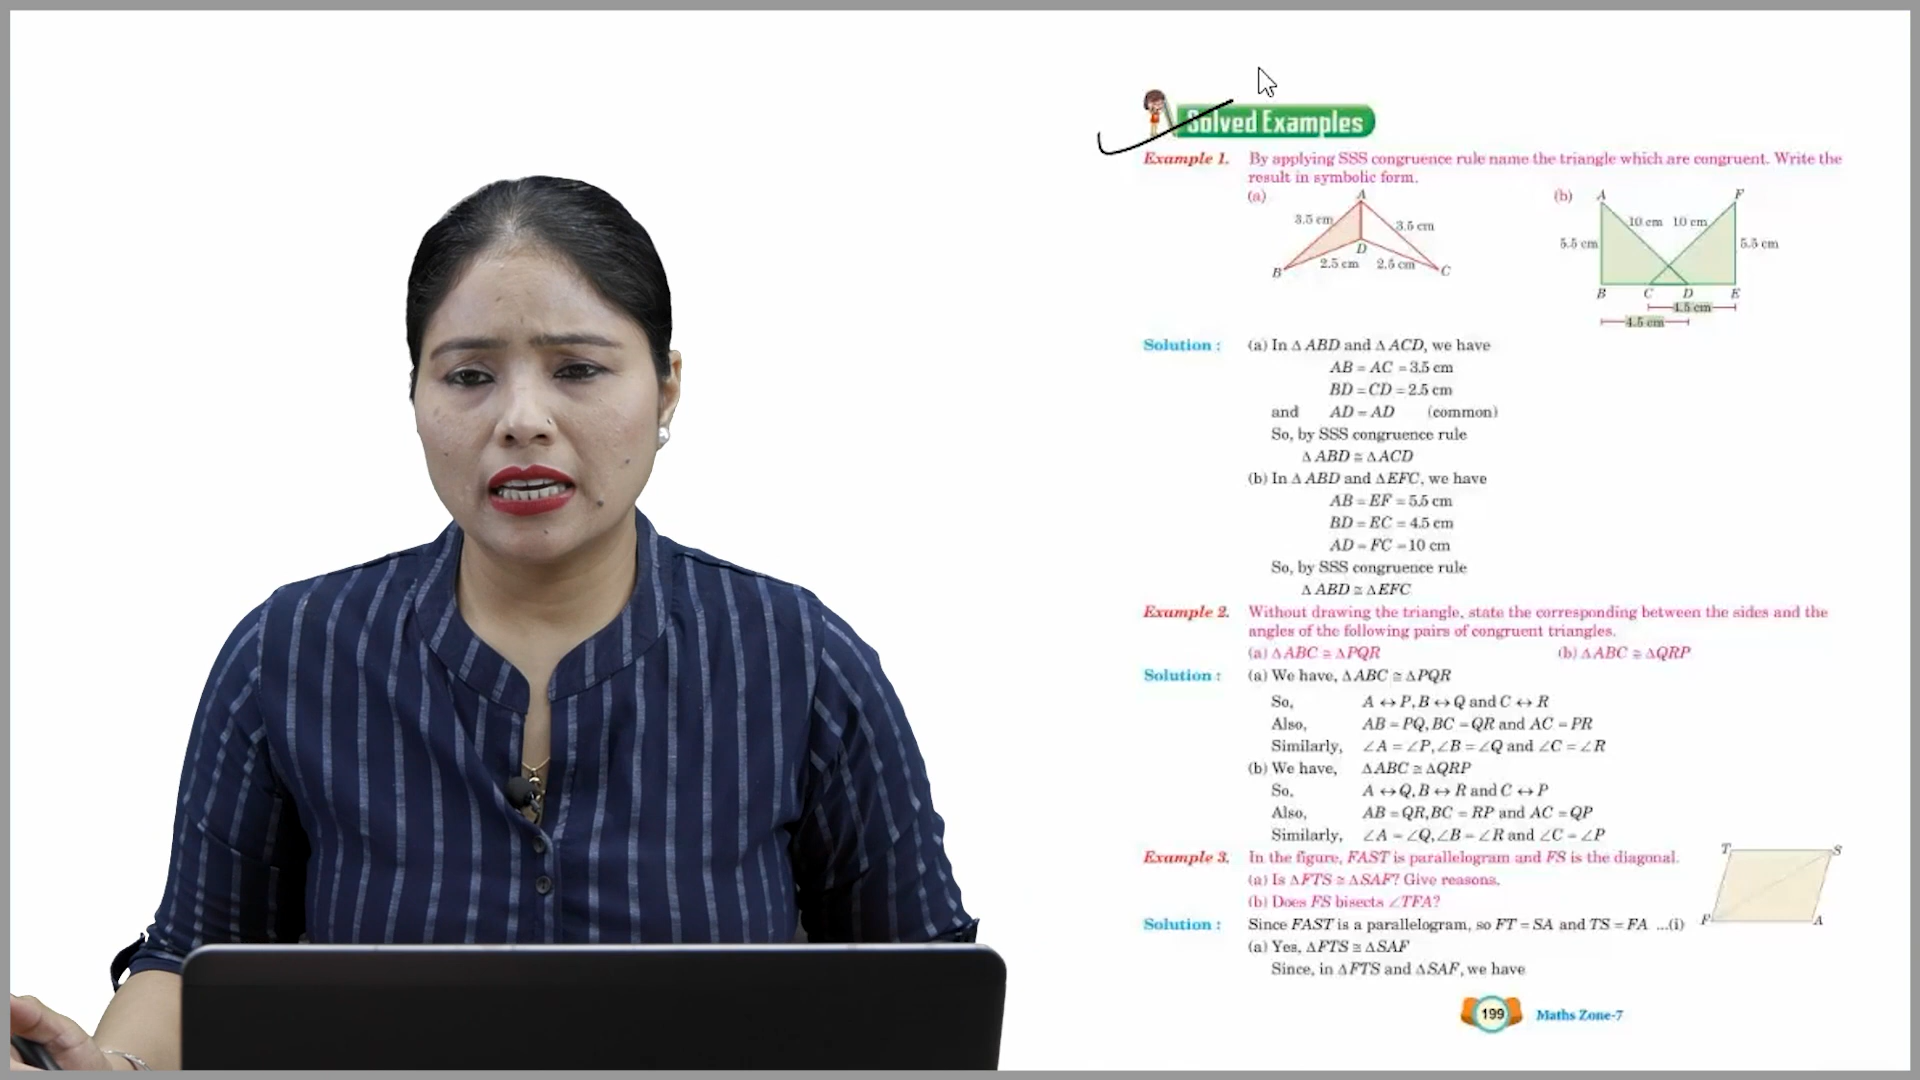 Solved Examples
Example 1. By applying SSS congruence rule name the triangle which are congruent. Write the
result in symbolic form.
(a) (b)
A
3.5 cm 3.5 cm
D
2.5 cm 2.5 cm
B C
A F
10 cm 10 cm
5.5 cm 5.5 cm
B C D E
4.5 cm
4.5 cm
Solution : (a) In Δ ABD and Δ ACD, we have
AB = AC = 3.5 cm
BD = CD = 2.5 cm
and AD = AD (common)
So, by SSS congruence rule
Δ ABD ≅ Δ ACD
(b) In Δ ABD and Δ EFC, we have
AB = EF = 5.5 cm
BD = EC = 4.5 cm
AD = FC = 10 cm
So, by SSS congruence rule
Δ ABD ≅ Δ EFC
Example 2. Without drawing the triangle, state the corresponding between the sides and the
angles of the following pairs of congruent triangles.
(a) Δ ABC ≅ Δ PQR (b) Δ ABC ≅ Δ QRP
Solution : (a) We have, Δ ABC ≅ Δ PQR
So, A ↔ P, B ↔ Q and C ↔ R
Also, AB = PQ, BC = QR and AC = PR
Similarly, ∠A = ∠P, ∠B = ∠Q and ∠C = ∠R
(b) We have, Δ ABC ≅ Δ QRP
So, A ↔ Q, B ↔ R and C ↔ P
Also, AB = QR, BC = RP and AC = QP
Similarly, ∠A = ∠Q, ∠B = ∠R and ∠C = ∠P
Example 3. In the figure, FAST is parallelogram and FS is the diagonal.
(a) Is Δ FTS ≅ Δ SAF? Give reasons.
(b) Does FS bisects ∠TFA?
T S
F A
Solution : Since FAST is a parallelogram, so FT = SA and TS = FA ...(i)
(a) Yes, Δ FTS ≅ Δ SAF
Since, in Δ FTS and Δ SAF, we have
199 Maths Zone-7